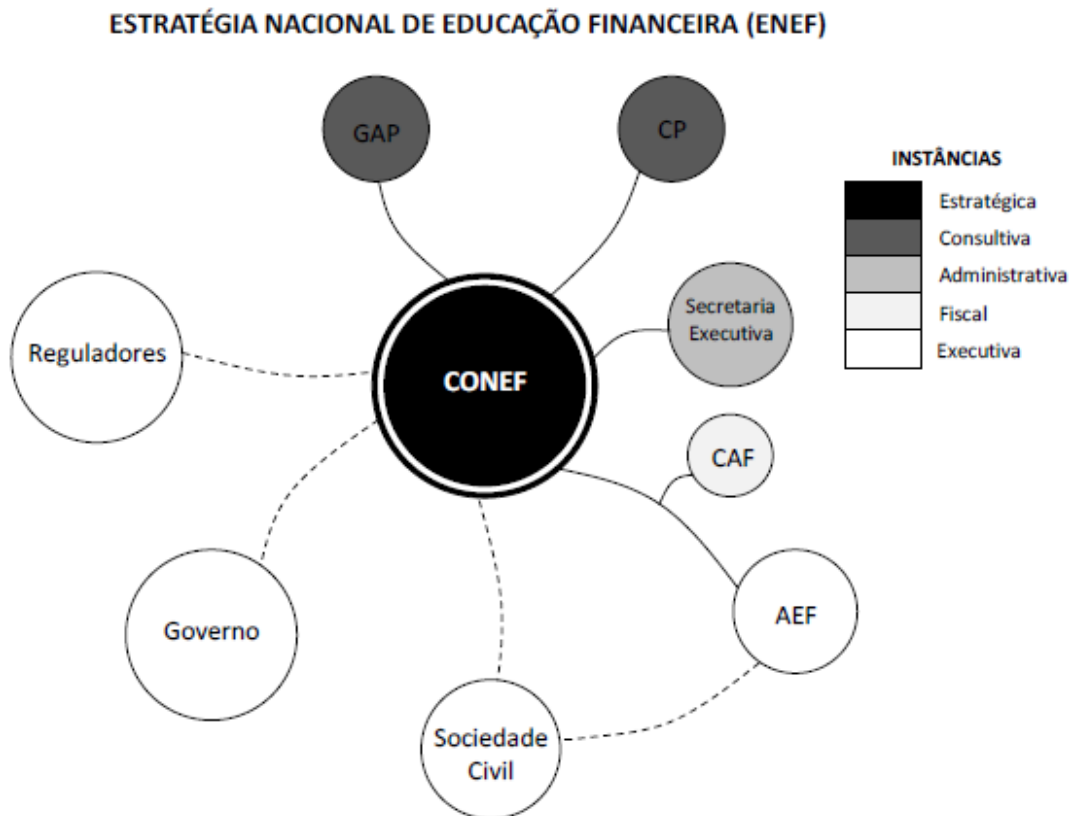 ESTRATÉGIA NACIONAL DE EDUCAÇÃO FINANCEIRA (ENEF)
GAP
CP
INSTÂNCIAS
Estratégica
Consultiva
Administrativa
Fiscal
Executiva
Secretaria
Executiva
Reguladores
CONEF
CAF
AEF
Governo
Sociedade
Civil